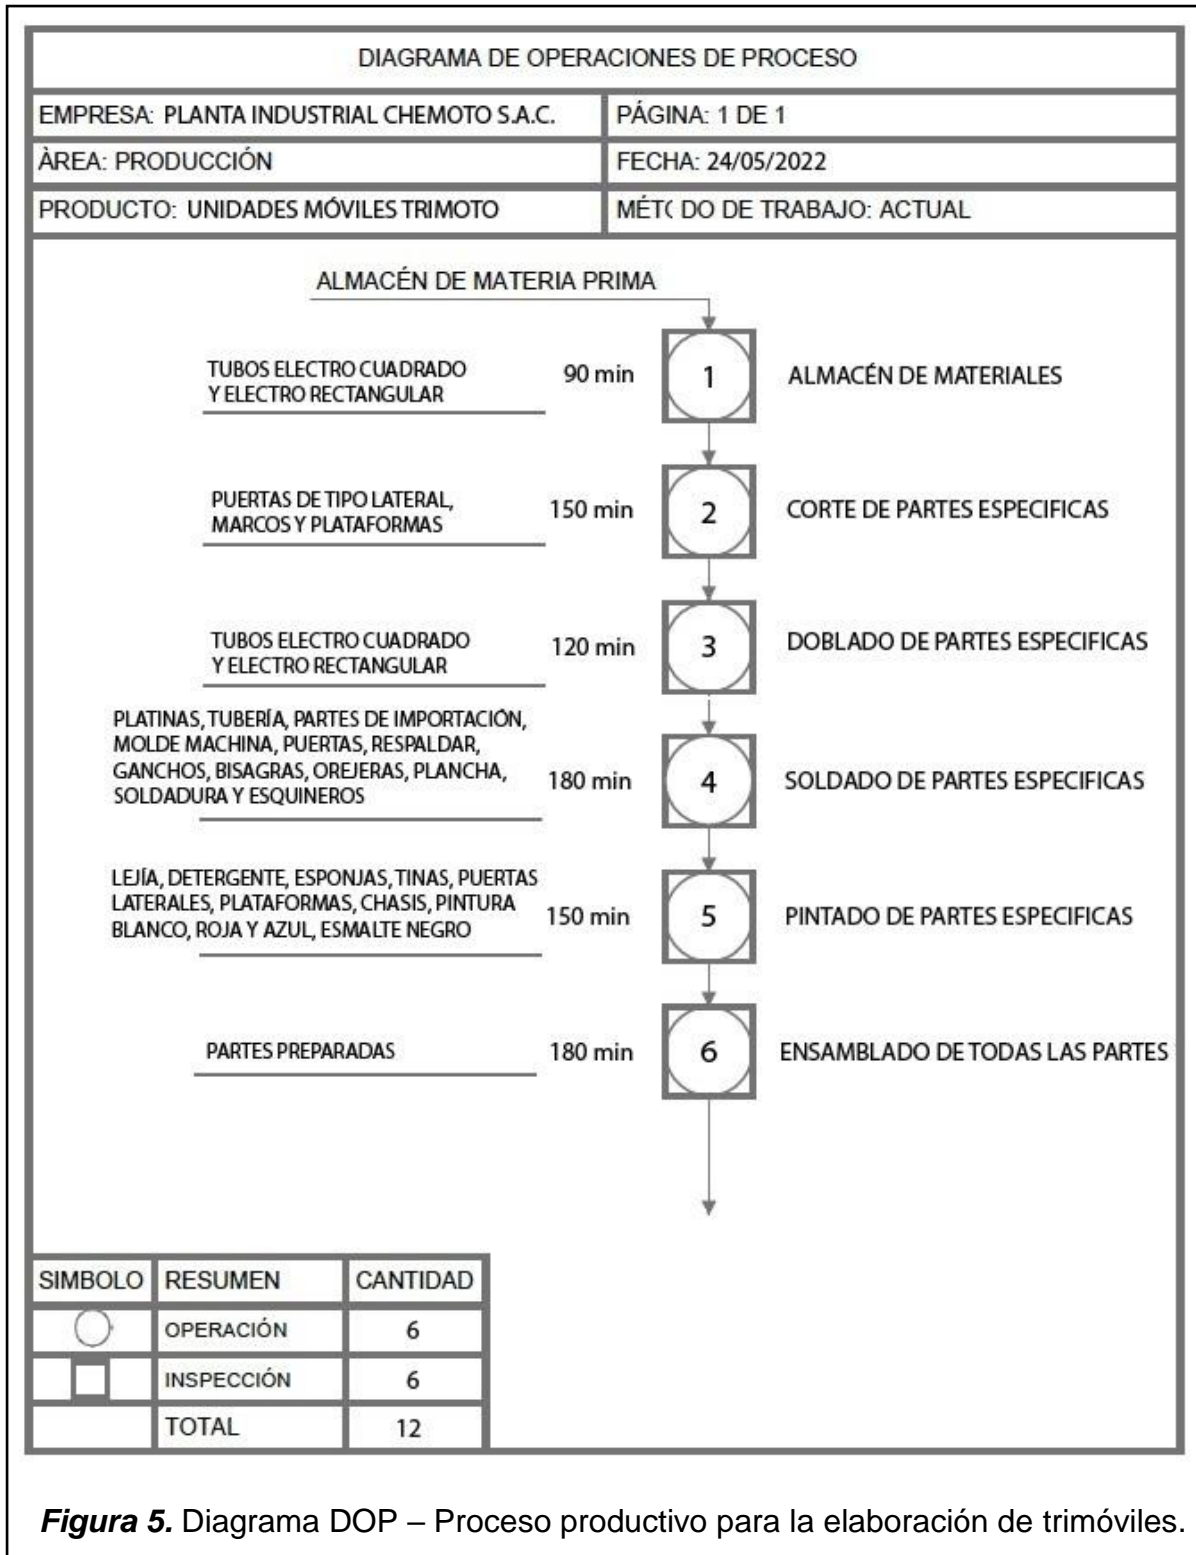 DIAGRAMA DE OPERACIONES DE PROCESO
EMPRESA: PLANTA INDUSTRIAL CHEMOTO S.A.C.
PÁGINA: 1 DE 1
ÀREA: PRODUCCIÓN
FECHA: 24/05/2022
PRODUCTO: UNIDADES MÓVILES TRIMOTO
MÉT( DO DE TRABAJO: ACTUAL
ALMACÉN DE MATERIA PRIMA
TUBOS ELECTRO CUADRADO
Y ELECTRO RECTANGULAR
90 min
1
ALMACÉN DE MATERIALES
PUERTAS DE TIPO LATERAL,
MARCOS Y PLATAFORMAS
150 min
2
CORTE DE PARTES ESPECIFICAS
TUBOS ELECTRO CUADRADO
Y ELECTRO RECTANGULAR
120 min
3
DOBLADO DE PARTES ESPECIFICAS
PLATINAS, TUBERÍA, PARTES DE IMPORTACIÓN,
MOLDE MACHINA, PUERTAS, RESPALDAR,
GANCHOS, BISAGRAS, OREJERAS, PLANCHA,
SOLDADURA Y ESQUINEROS
180 min
4
SOLDADO DE PARTES ESPECIFICAS
LEJÍA, DETERGENTE, ESPONJAS, TINAS, PUERTAS
LATERALES, PLATAFORMAS, CHASIS, PINTURA
BLANCO, ROJA Y AZUL, ESMALTE NEGRO
150 min
5
PINTADO DE PARTES ESPECIFICAS
PARTES PREPARADAS
180 min
6
ENSAMBLADO DE TODAS LAS PARTES
SIMBOLO RESUMEN CANTIDAD
OPERACIÓN 6
INSPECCIÓN 6
TOTAL 12
Figura 5. Diagrama DOP – Proceso productivo para la elaboración de trimóviles.